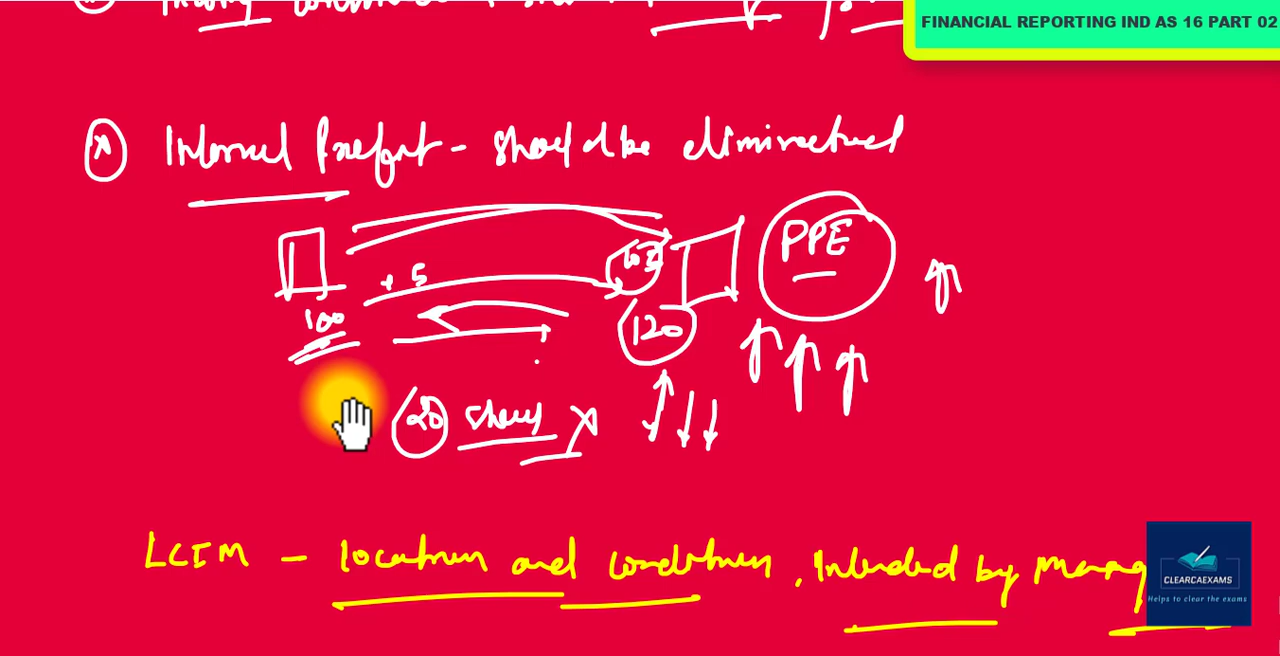 FINANCIAL REPORTING IND AS 16 PART 02
Internal Profit - should be eliminated
PPE
+ 5
105
100
120
20
LCIM - location and condition, Intended by Manag
CLEARCAEXAMS
Helps to clear the exams